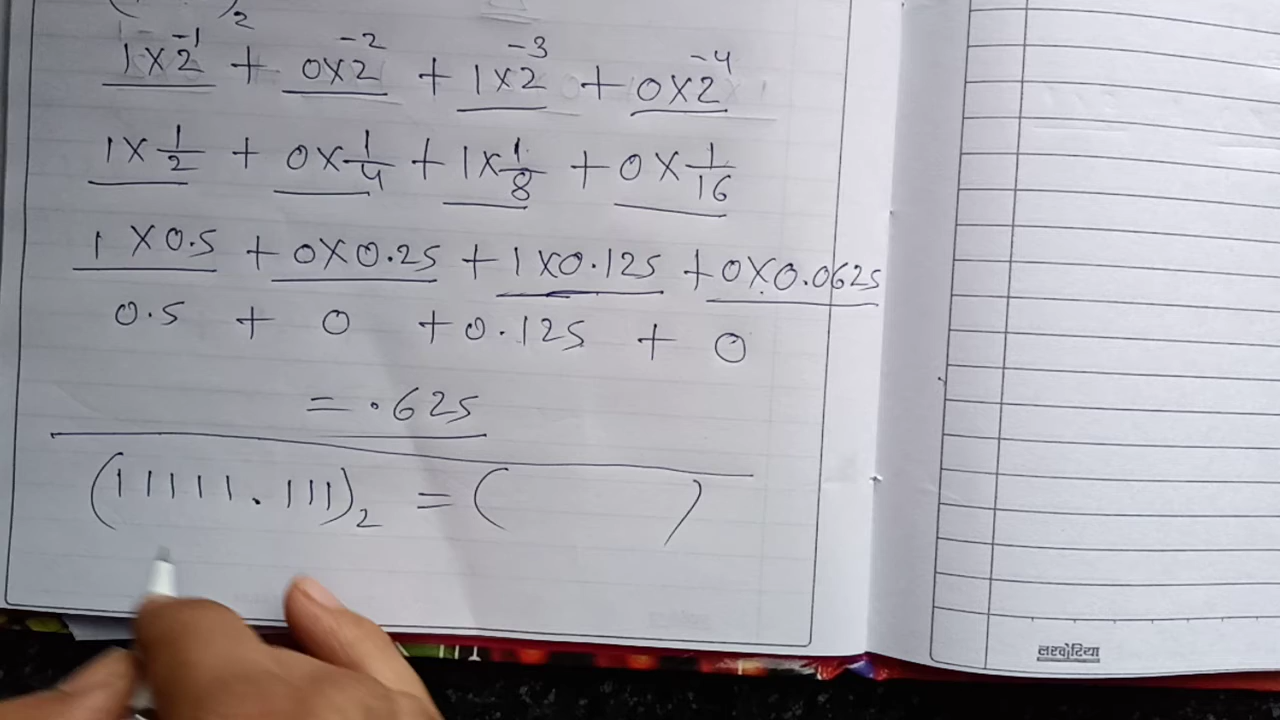 )₂
1×2⁻¹ + 0×2⁻² + 1×2⁻³ + 0×2⁻⁴
1×1/2 + 0×1/4 + 1×1/8 + 0×1/16
1×0.5 + 0×0.25 + 1×0.125 + 0×0.0625
0.5 + 0 + 0.125 + 0
= .625
(11111.111)₂ = ( )
लखोटिया